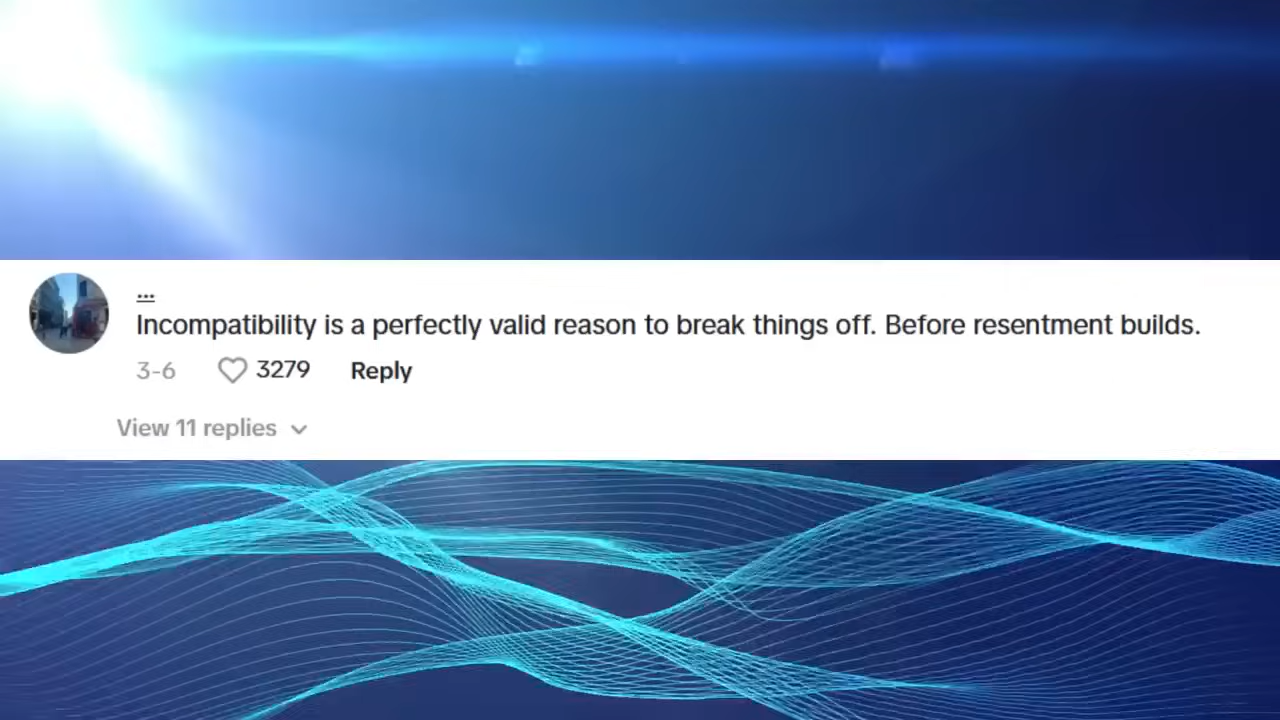 ...
Incompatibility is a perfectly valid reason to break things off. Before resentment builds.
3-6 3279 Reply
View 11 replies